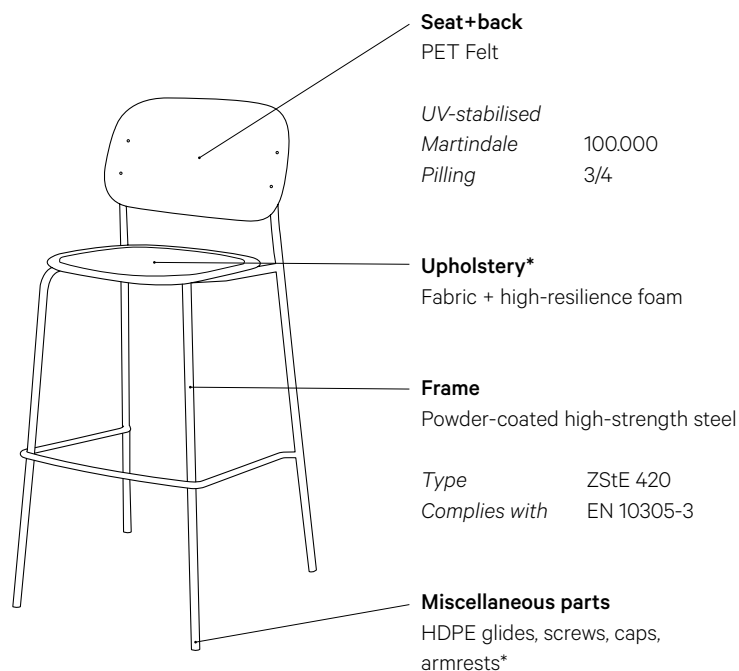 Seat+back
PET Felt
UV-stabilised
Martindale 100.000
Pilling 3/4
Upholstery*
Fabric + high-resilience foam
Frame
Powder-coated high-strength steel
Type ZStE 420
Complies with EN 10305-3
Miscellaneous parts
HDPE glides, screws, caps,
armrests*